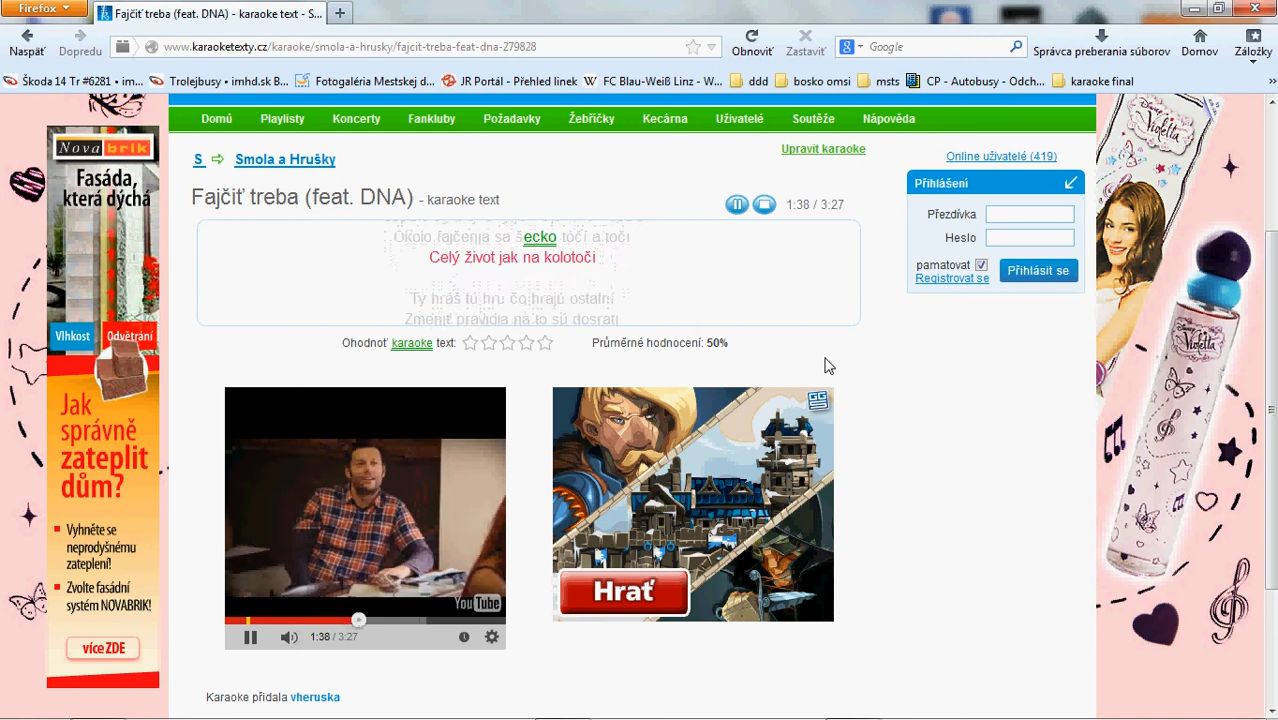 Firefox
Fajčiť treba (feat. DNA) - karaoke text - S...
Naspäť
Dopredu
www.karaoketexty.cz/karaoke/smola-a-hrusky/fajcit-treba-feat-dna-279828
Obnoviť
Zastaviť
Google
Správca preberania súborov
Domov
Záložky
Škoda 14 Tr #6281 • im...
Trolejbusy • imhd.sk B...
Fotogaléria Mestskej d...
JR Portál - Přehled linek
FC Blau-Weiß Linz - W...
ddd
bosko omsi
msts
CP - Autobusy - Odch...
karaoke final
Domů
Playlisty
Koncerty
Fankluby
Požadavky
Žebříčky
Kecárna
Uživatelé
Soutěže
Nápověda
S
Smola a Hrušky
Upravit karaoke
Online uživatelé (419)
Fajčiť treba (feat. DNA) - karaoke text
1:38 / 3:27
Okolo fajčenia sa šecko točí a točí
Celý život jak na kolotoči
Ty hráš tú hru čo hrajú ostatní
Zmeniť pravidla na to sú dosratí
Ohodnoť karaoke text:
Průměrné hodnocení: 50%
Přihlášení
Přezdívka
Heslo
pamatovat
Registrovat se
Přihlásit se
Nova brik
Fasáda,
která dýchá
Vlhkost
Odvětrání
Jak
správně
zateplit
dům?
Vyhněte se
neprodyšnému
zateplení!
Zvolte fasádní
systém NOVABRIK!
více ZDE
YouTube
1:38 / 3:27
GG
Hrať
Disney
Violetta
Violetta
Karaoke přidala vheruska